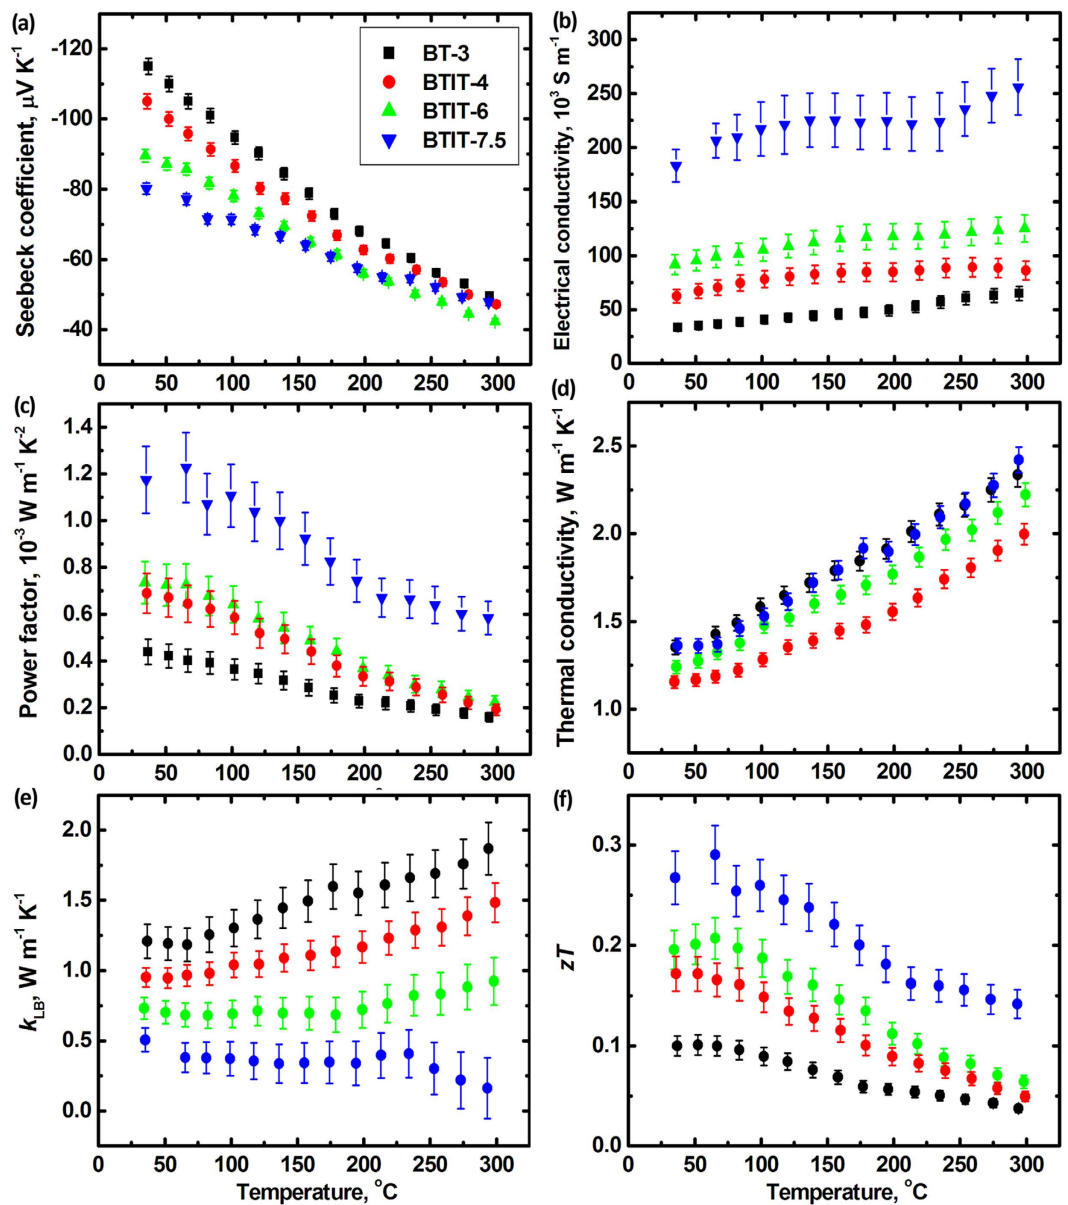 (a)
Seebeck coefficient, μV K⁻¹
-120
-100
-80
-60
-40
0 50 100 150 200 250 300
BT-3
BTIT-4
BTIT-6
BTIT-7.5
(b)
Electrical conductivity, 10³ S m⁻¹
300
250
200
150
100
50
0
0 50 100 150 200 250 300
(c)
Power factor, 10⁻³ W m⁻¹ K⁻²
1.4
1.2
1.0
0.8
0.6
0.4
0.2
0.0
0 50 100 150 200 250 300
(d)
Thermal conductivity, W m⁻¹ K⁻¹
2.5
2.0
1.5
1.0
0 50 100 150 200 250 300
(e)
k_LB, W m⁻¹ K⁻¹
2.0
1.5
1.0
0.5
0.0
0 50 100 150 200 250 300
Temperature, °C
(f)
zT
0.3
0.2
0.1
0.0
0 50 100 150 200 250 300
Temperature, °C